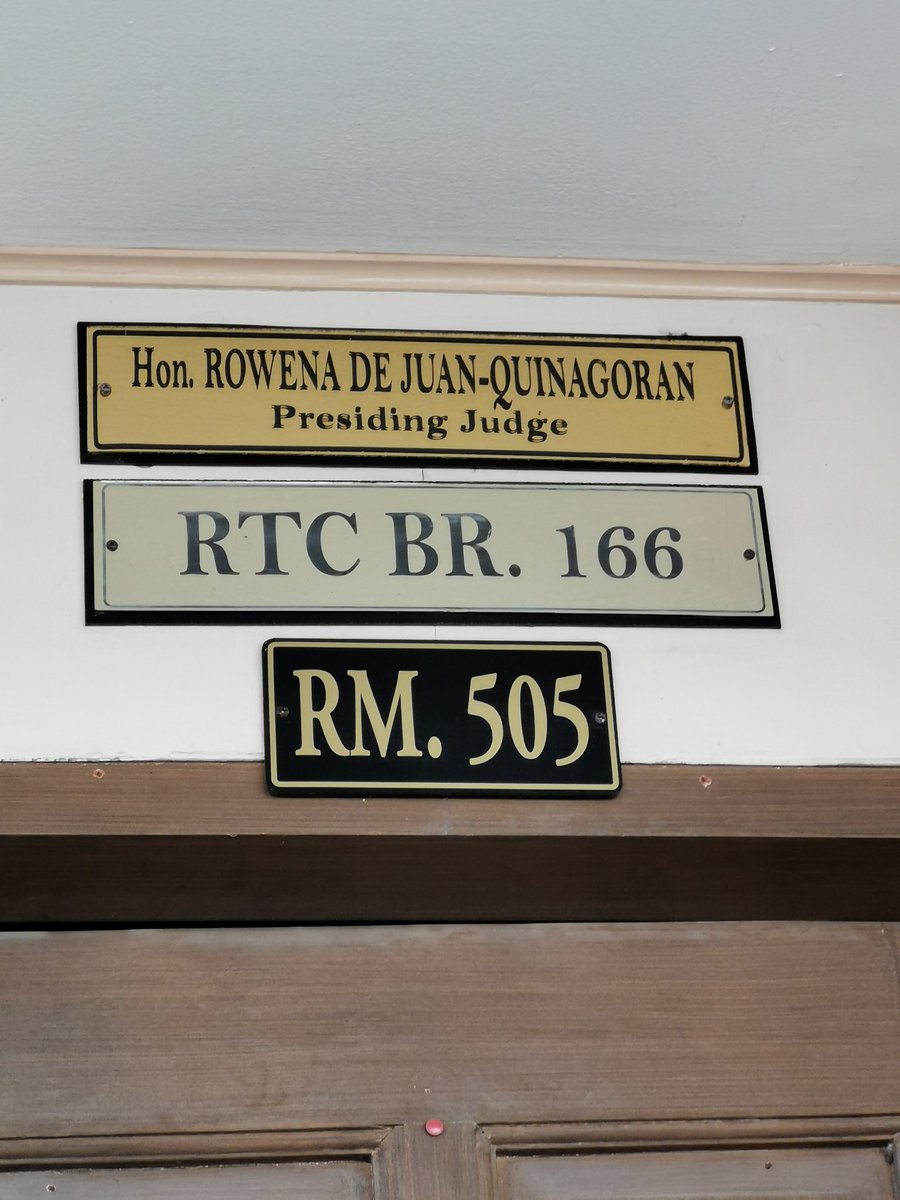 Hon. ROWENA DE JUAN-QUINAGORAN
Presiding Judge
RTC BR. 166
RM. 505